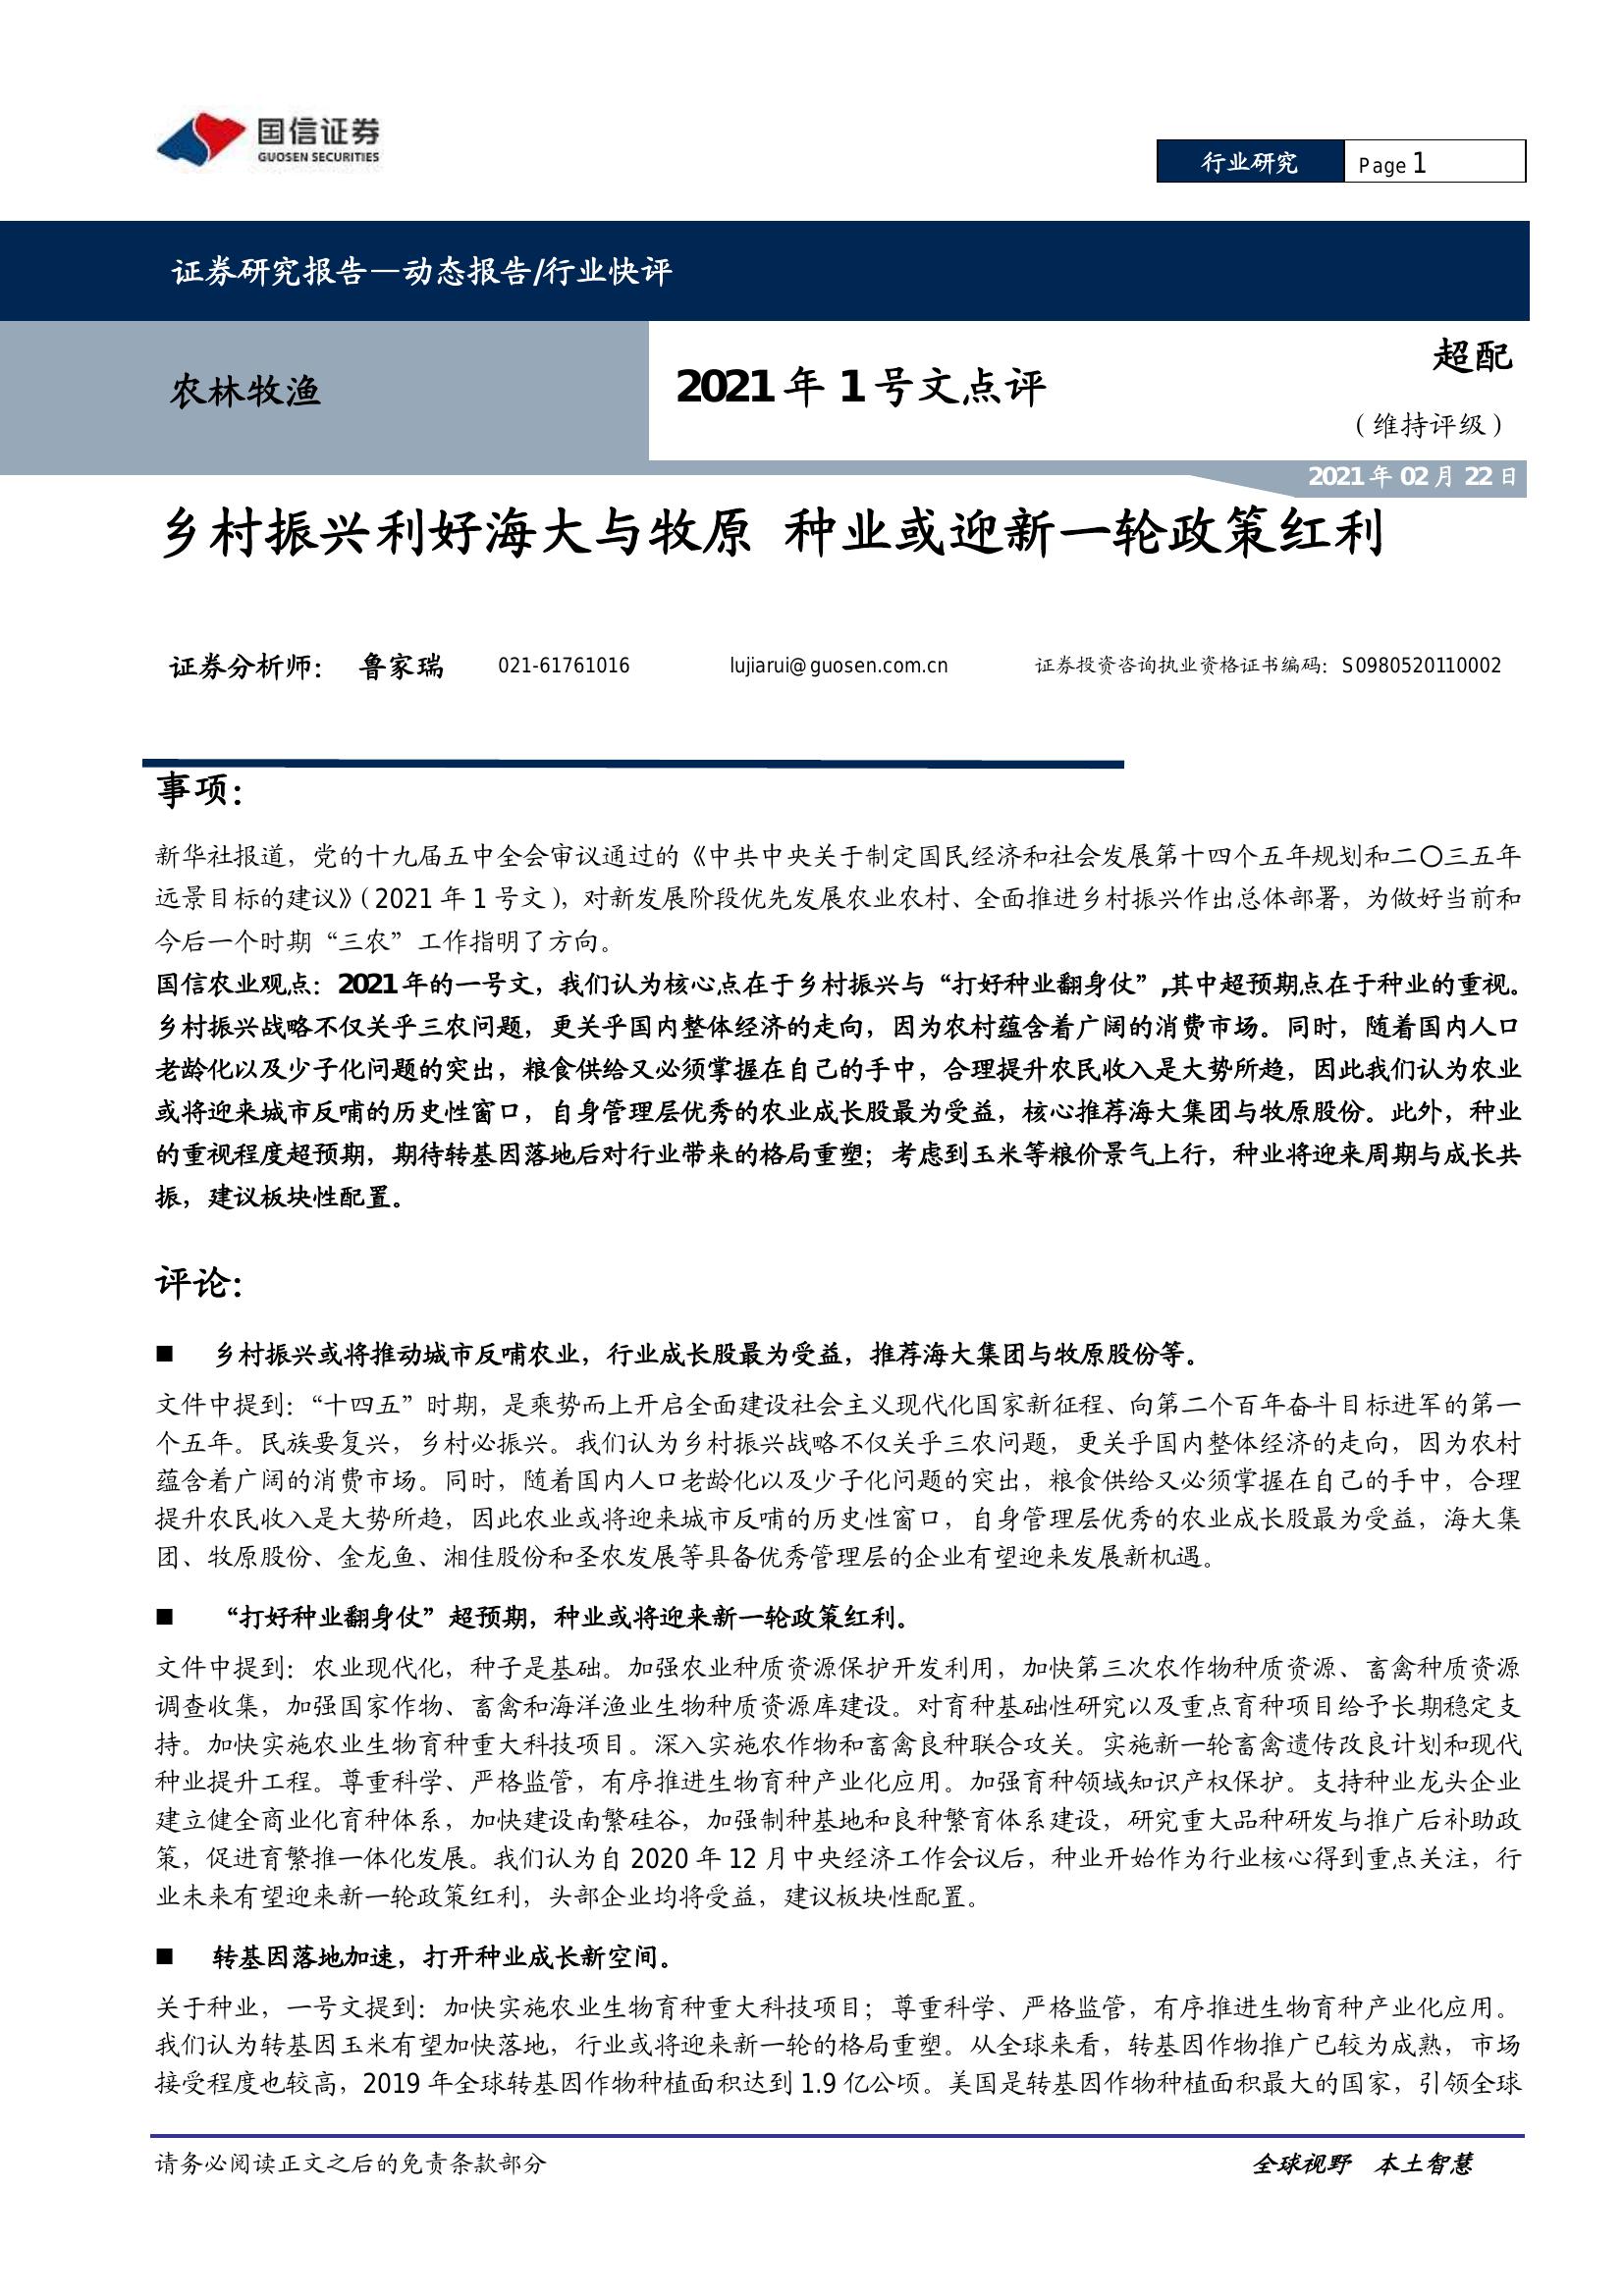 国信证券
GUOSEN SECURITIES
行业研究
Page 1
证券研究报告—动态报告/行业快评
农林牧渔
2021 年 1 号文点评
超配
（维持评级）
2021 年 02 月 22 日
乡村振兴利好海大与牧原 种业或迎新一轮政策红利
证券分析师： 鲁家瑞 021-61761016 lujiarui@guosen.com.cn 证券投资咨询执业资格证书编码：S0980520110002
事项：
新华社报道，党的十九届五中全会审议通过的《中共中央关于制定国民经济和社会发展第十四个五年规划和二〇三五年
远景目标的建议》（2021 年 1 号文），对新发展阶段优先发展农业农村、全面推进乡村振兴作出总体部署，为做好当前和
今后一个时期“三农”工作指明了方向。
国信农业观点：2021 年的一号文，我们认为核心点在于乡村振兴与“打好种业翻身仗”,其中超预期点在于种业的重视。
乡村振兴战略不仅关乎三农问题，更关乎国内整体经济的走向，因为农村蕴含着广阔的消费市场。同时，随着国内人口
老龄化以及少子化问题的突出，粮食供给又必须掌握在自己的手中，合理提升农民收入是大势所趋，因此我们认为农业
或将迎来城市反哺的历史性窗口，自身管理层优秀的农业成长股最为受益，核心推荐海大集团与牧原股份。此外，种业
的重视程度超预期，期待转基因落地后对行业带来的格局重塑；考虑到玉米等粮价景气上行，种业将迎来周期与成长共
振，建议板块性配置。
评论：
■ 乡村振兴或将推动城市反哺农业，行业成长股最为受益，推荐海大集团与牧原股份等。
文件中提到：“十四五”时期，是乘势而上开启全面建设社会主义现代化国家新征程、向第二个百年奋斗目标进军的第一
个五年。民族要复兴，乡村必振兴。我们认为乡村振兴战略不仅关乎三农问题，更关乎国内整体经济的走向，因为农村
蕴含着广阔的消费市场。同时，随着国内人口老龄化以及少子化问题的突出，粮食供给又必须掌握在自己的手中，合理
提升农民收入是大势所趋，因此农业或将迎来城市反哺的历史性窗口，自身管理层优秀的农业成长股最为受益，海大集
团、牧原股份、金龙鱼、湘佳股份和圣农发展等具备优秀管理层的企业有望迎来发展新机遇。
■ “打好种业翻身仗”超预期，种业或将迎来新一轮政策红利。
文件中提到：农业现代化，种子是基础。加强农业种质资源保护开发利用，加快第三次农作物种质资源、畜禽种质资源
调查收集，加强国家作物、畜禽和海洋渔业生物种质资源库建设。对育种基础性研究以及重点育种项目给予长期稳定支
持。加快实施农业生物育种重大科技项目。深入实施农作物和畜禽良种联合攻关。实施新一轮畜禽遗传改良计划和现代
种业提升工程。尊重科学、严格监管，有序推进生物育种产业化应用。加强育种领域知识产权保护。支持种业龙头企业
建立健全商业化育种体系，加快建设南繁硅谷，加强制种基地和良种繁育体系建设，研究重大品种研发与推广后补助政
策，促进育繁推一体化发展。我们认为自 2020 年 12 月中央经济工作会议后，种业开始作为行业核心得到重点关注，行
业未来有望迎来新一轮政策红利，头部企业均将受益，建议板块性配置。
■ 转基因落地加速，打开种业成长新空间。
关于种业，一号文提到：加快实施农业生物育种重大科技项目；尊重科学、严格监管，有序推进生物育种产业化应用。
我们认为转基因玉米有望加快落地，行业或将迎来新一轮的格局重塑。从全球来看，转基因作物推广已较为成熟，市场
接受程度也较高，2019 年全球转基因作物种植面积达到 1.9 亿公顷。美国是转基因作物种植面积最大的国家，引领全球
请务必阅读正文之后的免责条款部分
全球视野 本土智慧